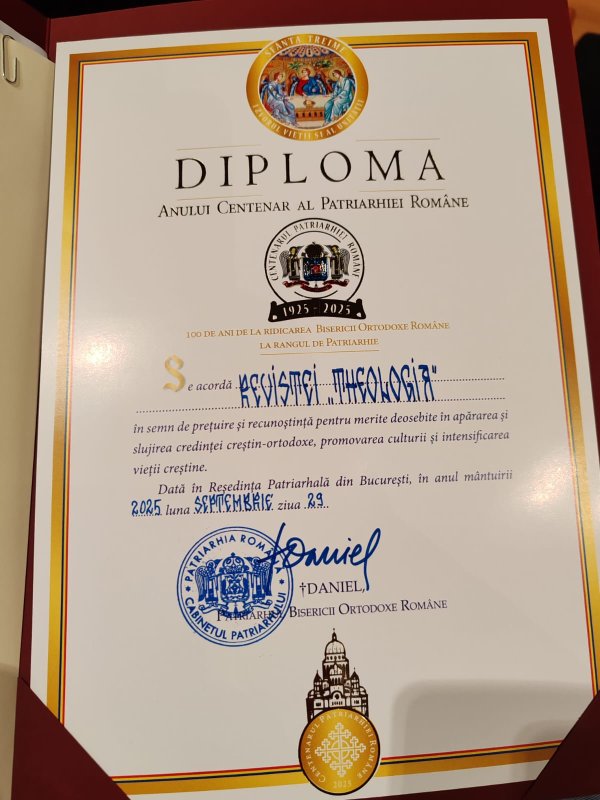 SFÂNTA TREIME
IZVORUL VIEȚII ȘI AL UNITĂȚII
DIPLOMA
ANULUI CENTENAR AL PATRIARHIEI ROMÂNE
CENTENARUL PATRIARHIEI ROMÂNE
1925 - 2025
100 DE ANI DE LA RIDICAREA BISERICII ORTODOXE ROMÂNE
LA RANGUL DE PATRIARHIE
Se acordă REVISTEI „THEOLOGIA"
în semn de prețuire și recunoștință pentru merite deosebite în apărarea și
slujirea credinței creștin-ortodoxe, promovarea culturii și intensificarea
vieții creștine.
Dată în Reședința Patriarhală din București, în anul mântuirii
2025 luna SEPTEMBRIE ziua 29
†Daniel
PATRIARHIA ROMÂNĂ
CABINETUL PATRIARHULUI
†DANIEL,
PATRIARHUL BISERICII ORTODOXE ROMÂNE
CENTENARUL PATRIARHIEI ROMÂNE
2025